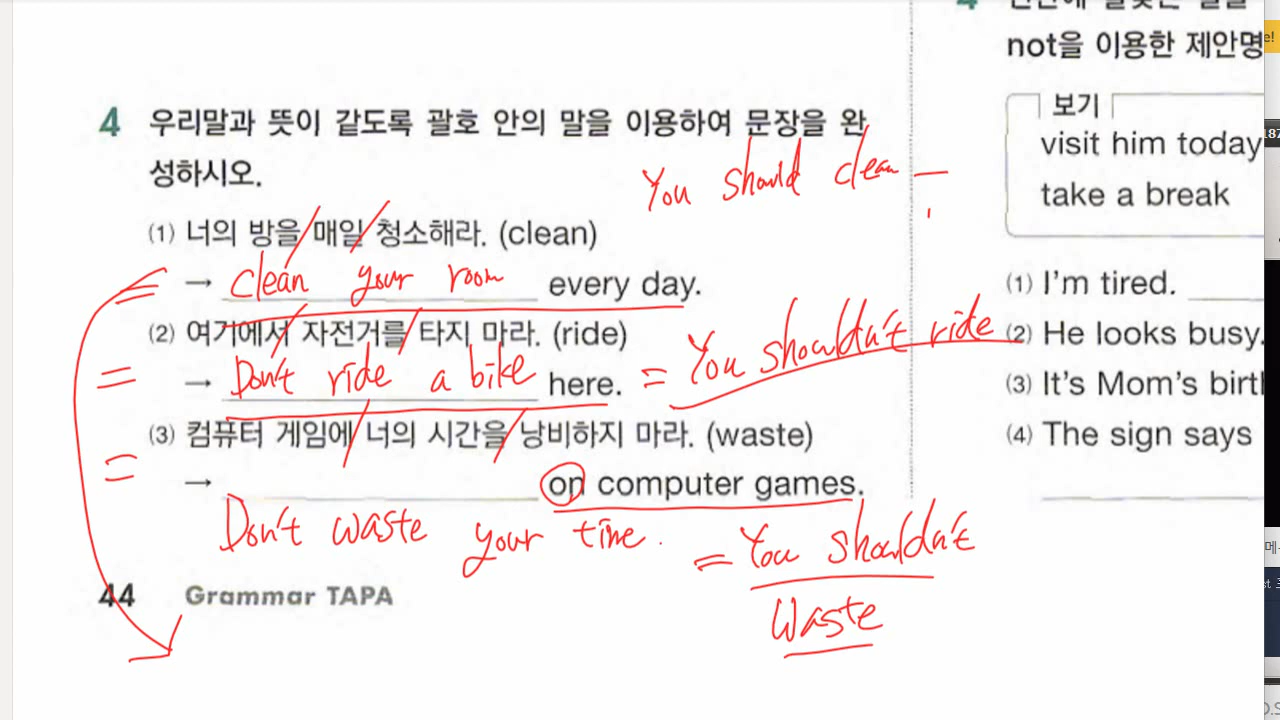 4 우리말과 뜻이 같도록 괄호 안의 말을 이용하여 문장을 완
성하시오.
You should clean
(1) 너의 방을/매일/청소해라. (clean)
→ clean your room every day.
(2) 여기에서/자전거를/타지 마라. (ride)
→ Don't ride a bike here. = You shouldn't ride
(3) 컴퓨터 게임에/너의 시간을/낭비하지 마라. (waste)
→ on computer games.
Don't waste your time. = You shouldn't
waste
44 Grammar TAPA
not을 이용한 제안명
보기
visit him today
take a break
(1) I'm tired.
(2) He looks busy.
(3) It's Mom's birt
(4) The sign says